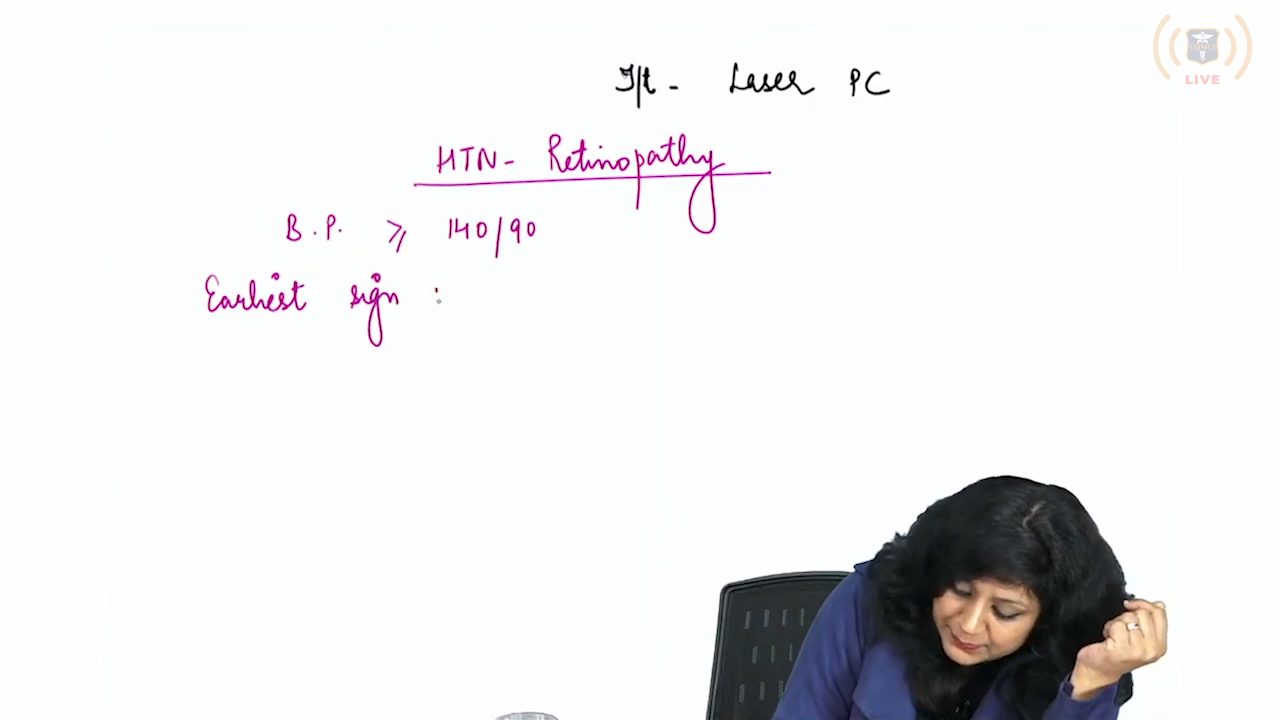 T/t - Laser PC
HTN - Retinopathy
B.P. ≥ 140/90
Earliest sign :
LIVE